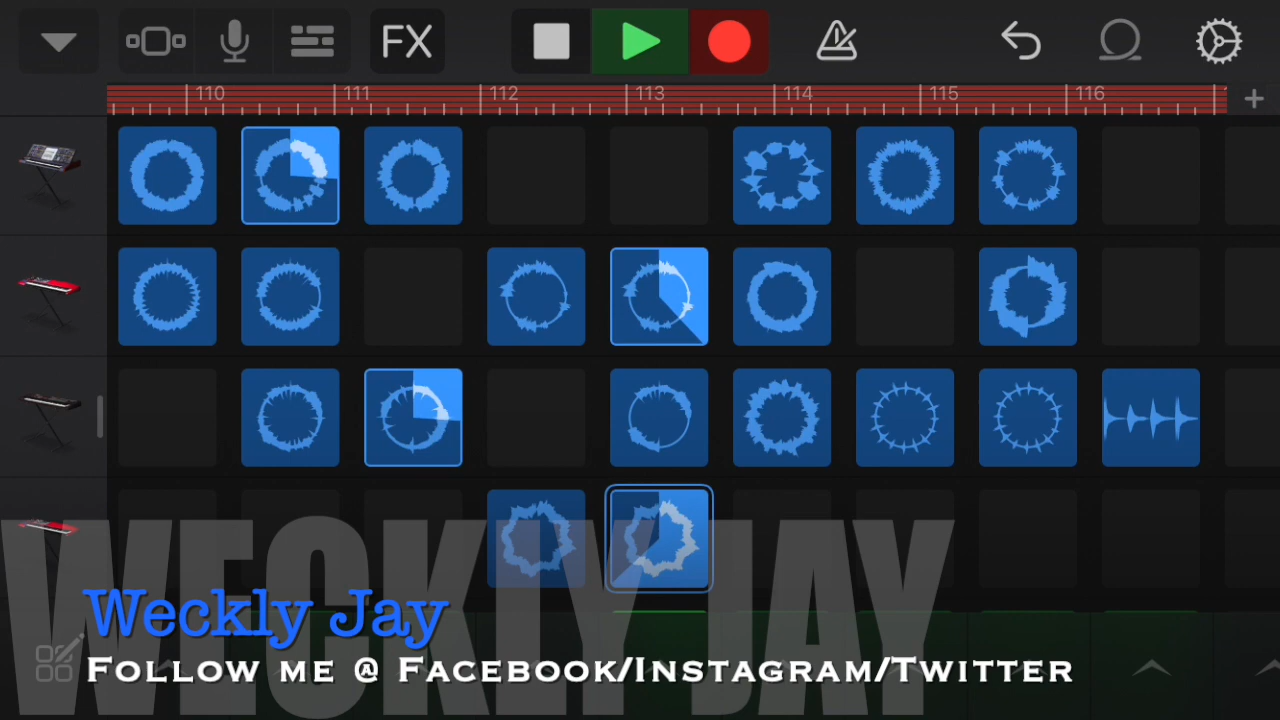 FX
110 111 112 113 114 115 116
WECKLY JAY
Weckly Jay
Follow me @ Facebook/Instagram/Twitter